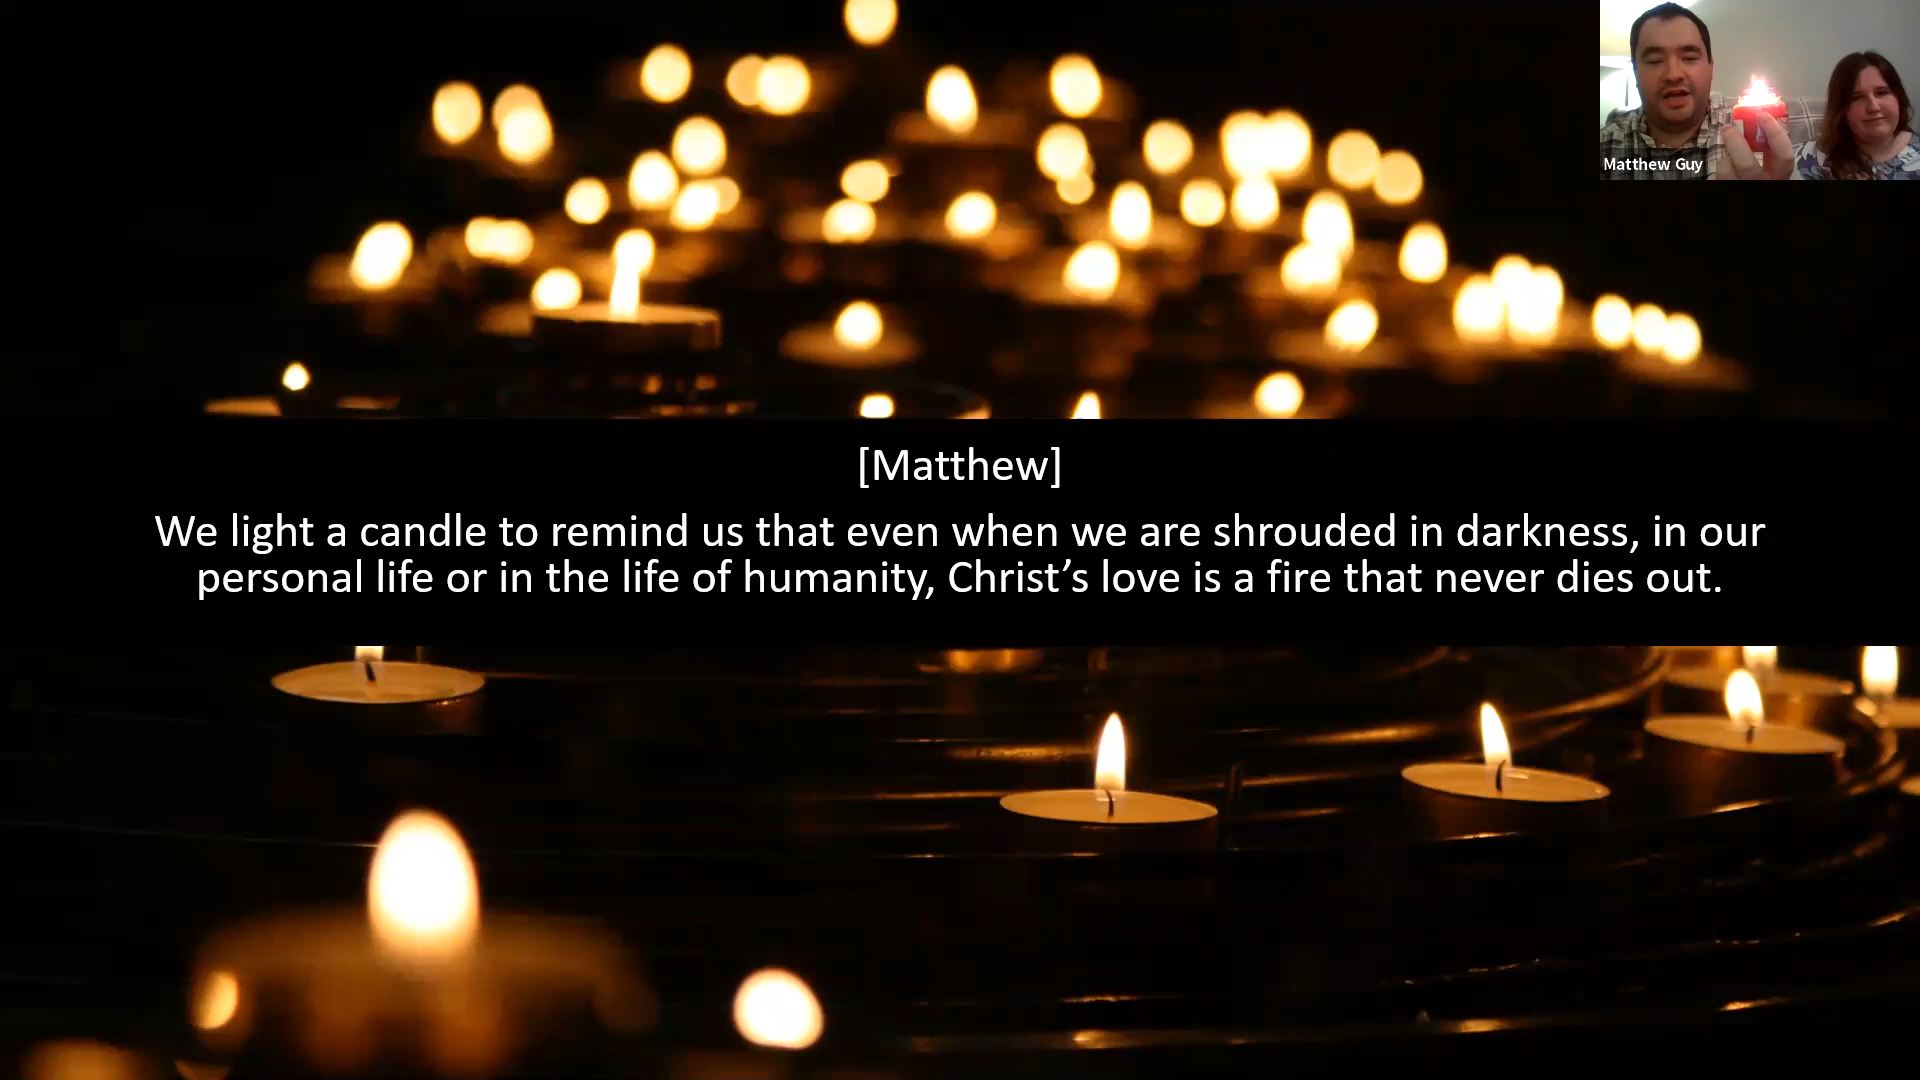 Matthew Guy
[Matthew]
We light a candle to remind us that even when we are shrouded in darkness, in our
personal life or in the life of humanity, Christ’s love is a fire that never dies out.